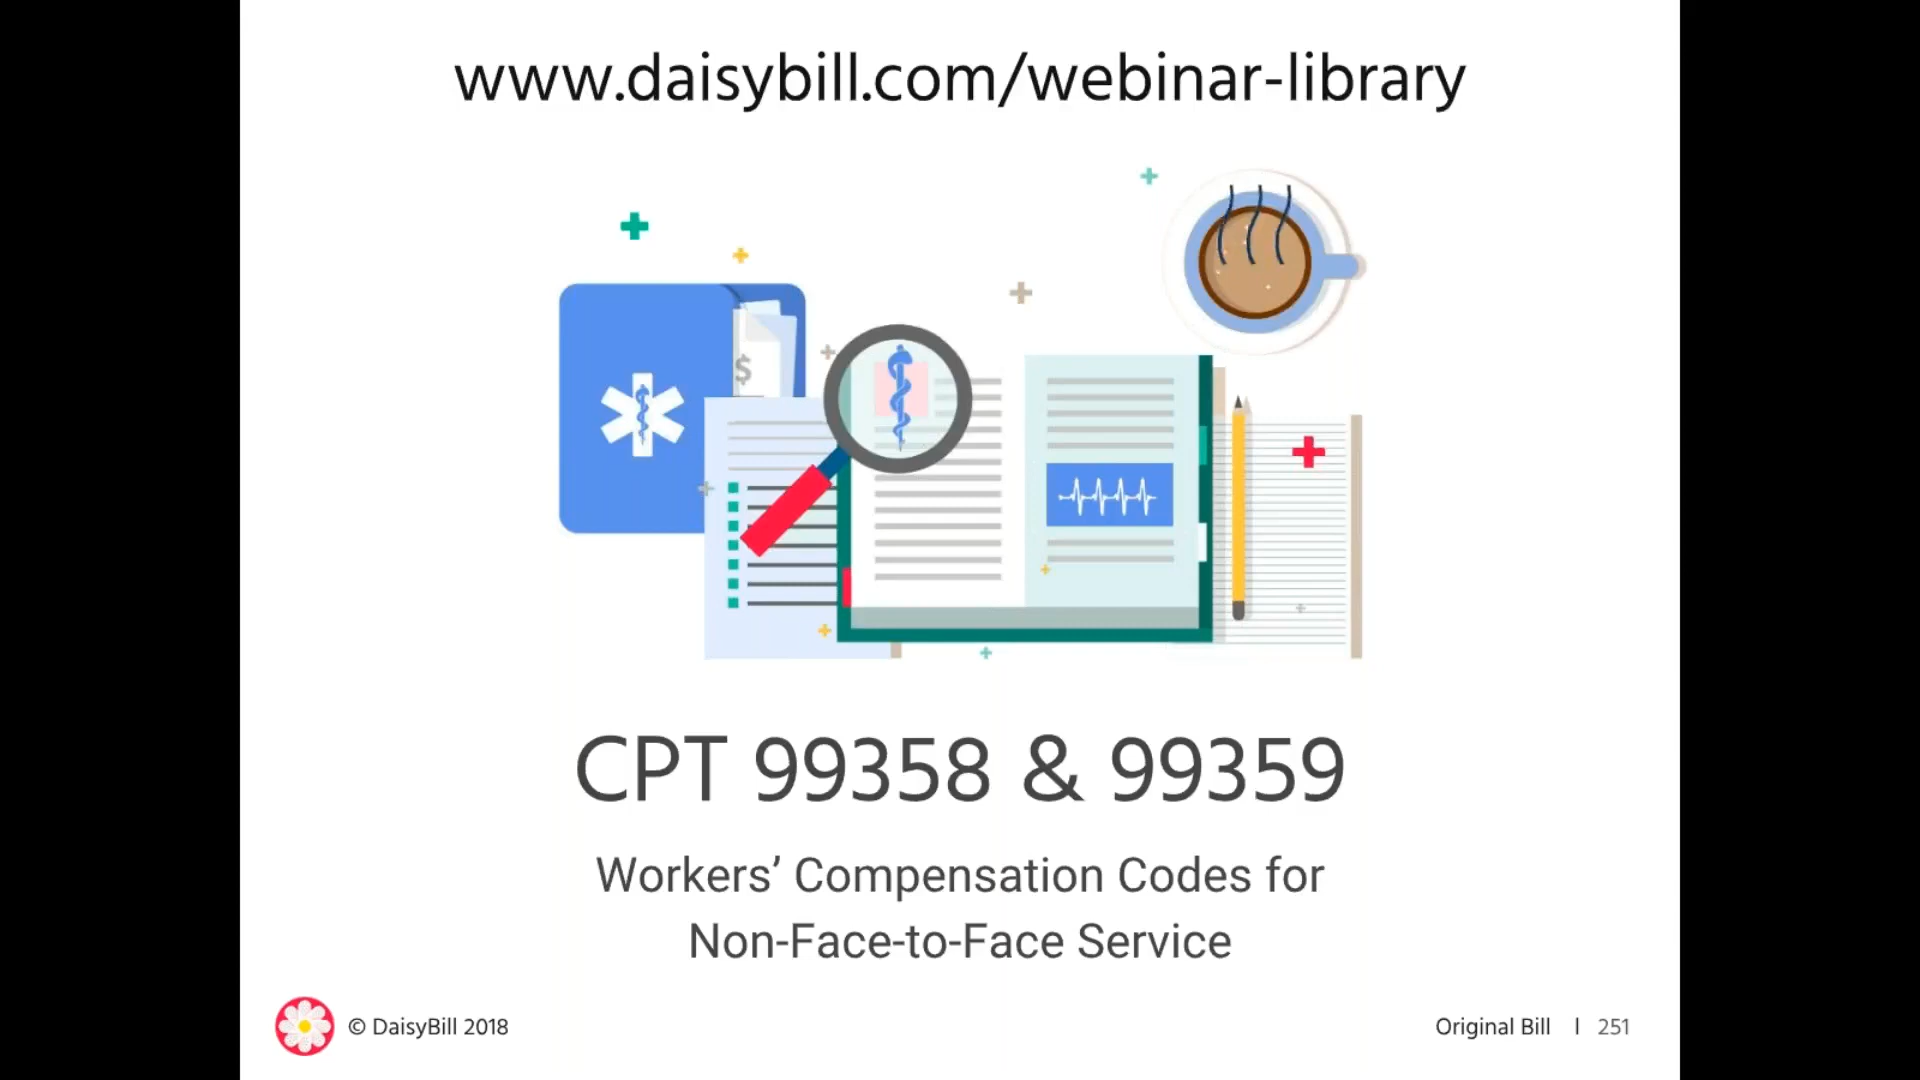 www.daisybill.com/webinar-library
$
CPT 99358 & 99359
Workers’ Compensation Codes for
Non-Face-to-Face Service
© DaisyBill 2018
Original Bill | 251